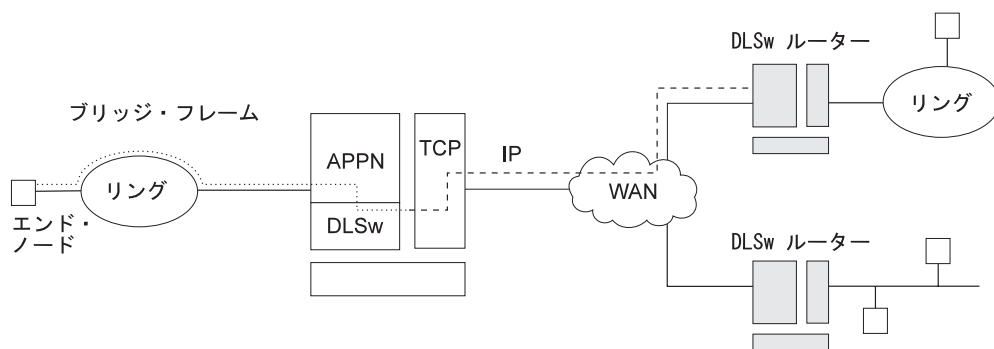 DLSw ルーター
ブリッジ・フレーム
リング
APPN
TCP
IP
リング
WAN
DLSw
エンド・
ノード
DLSw ルーター